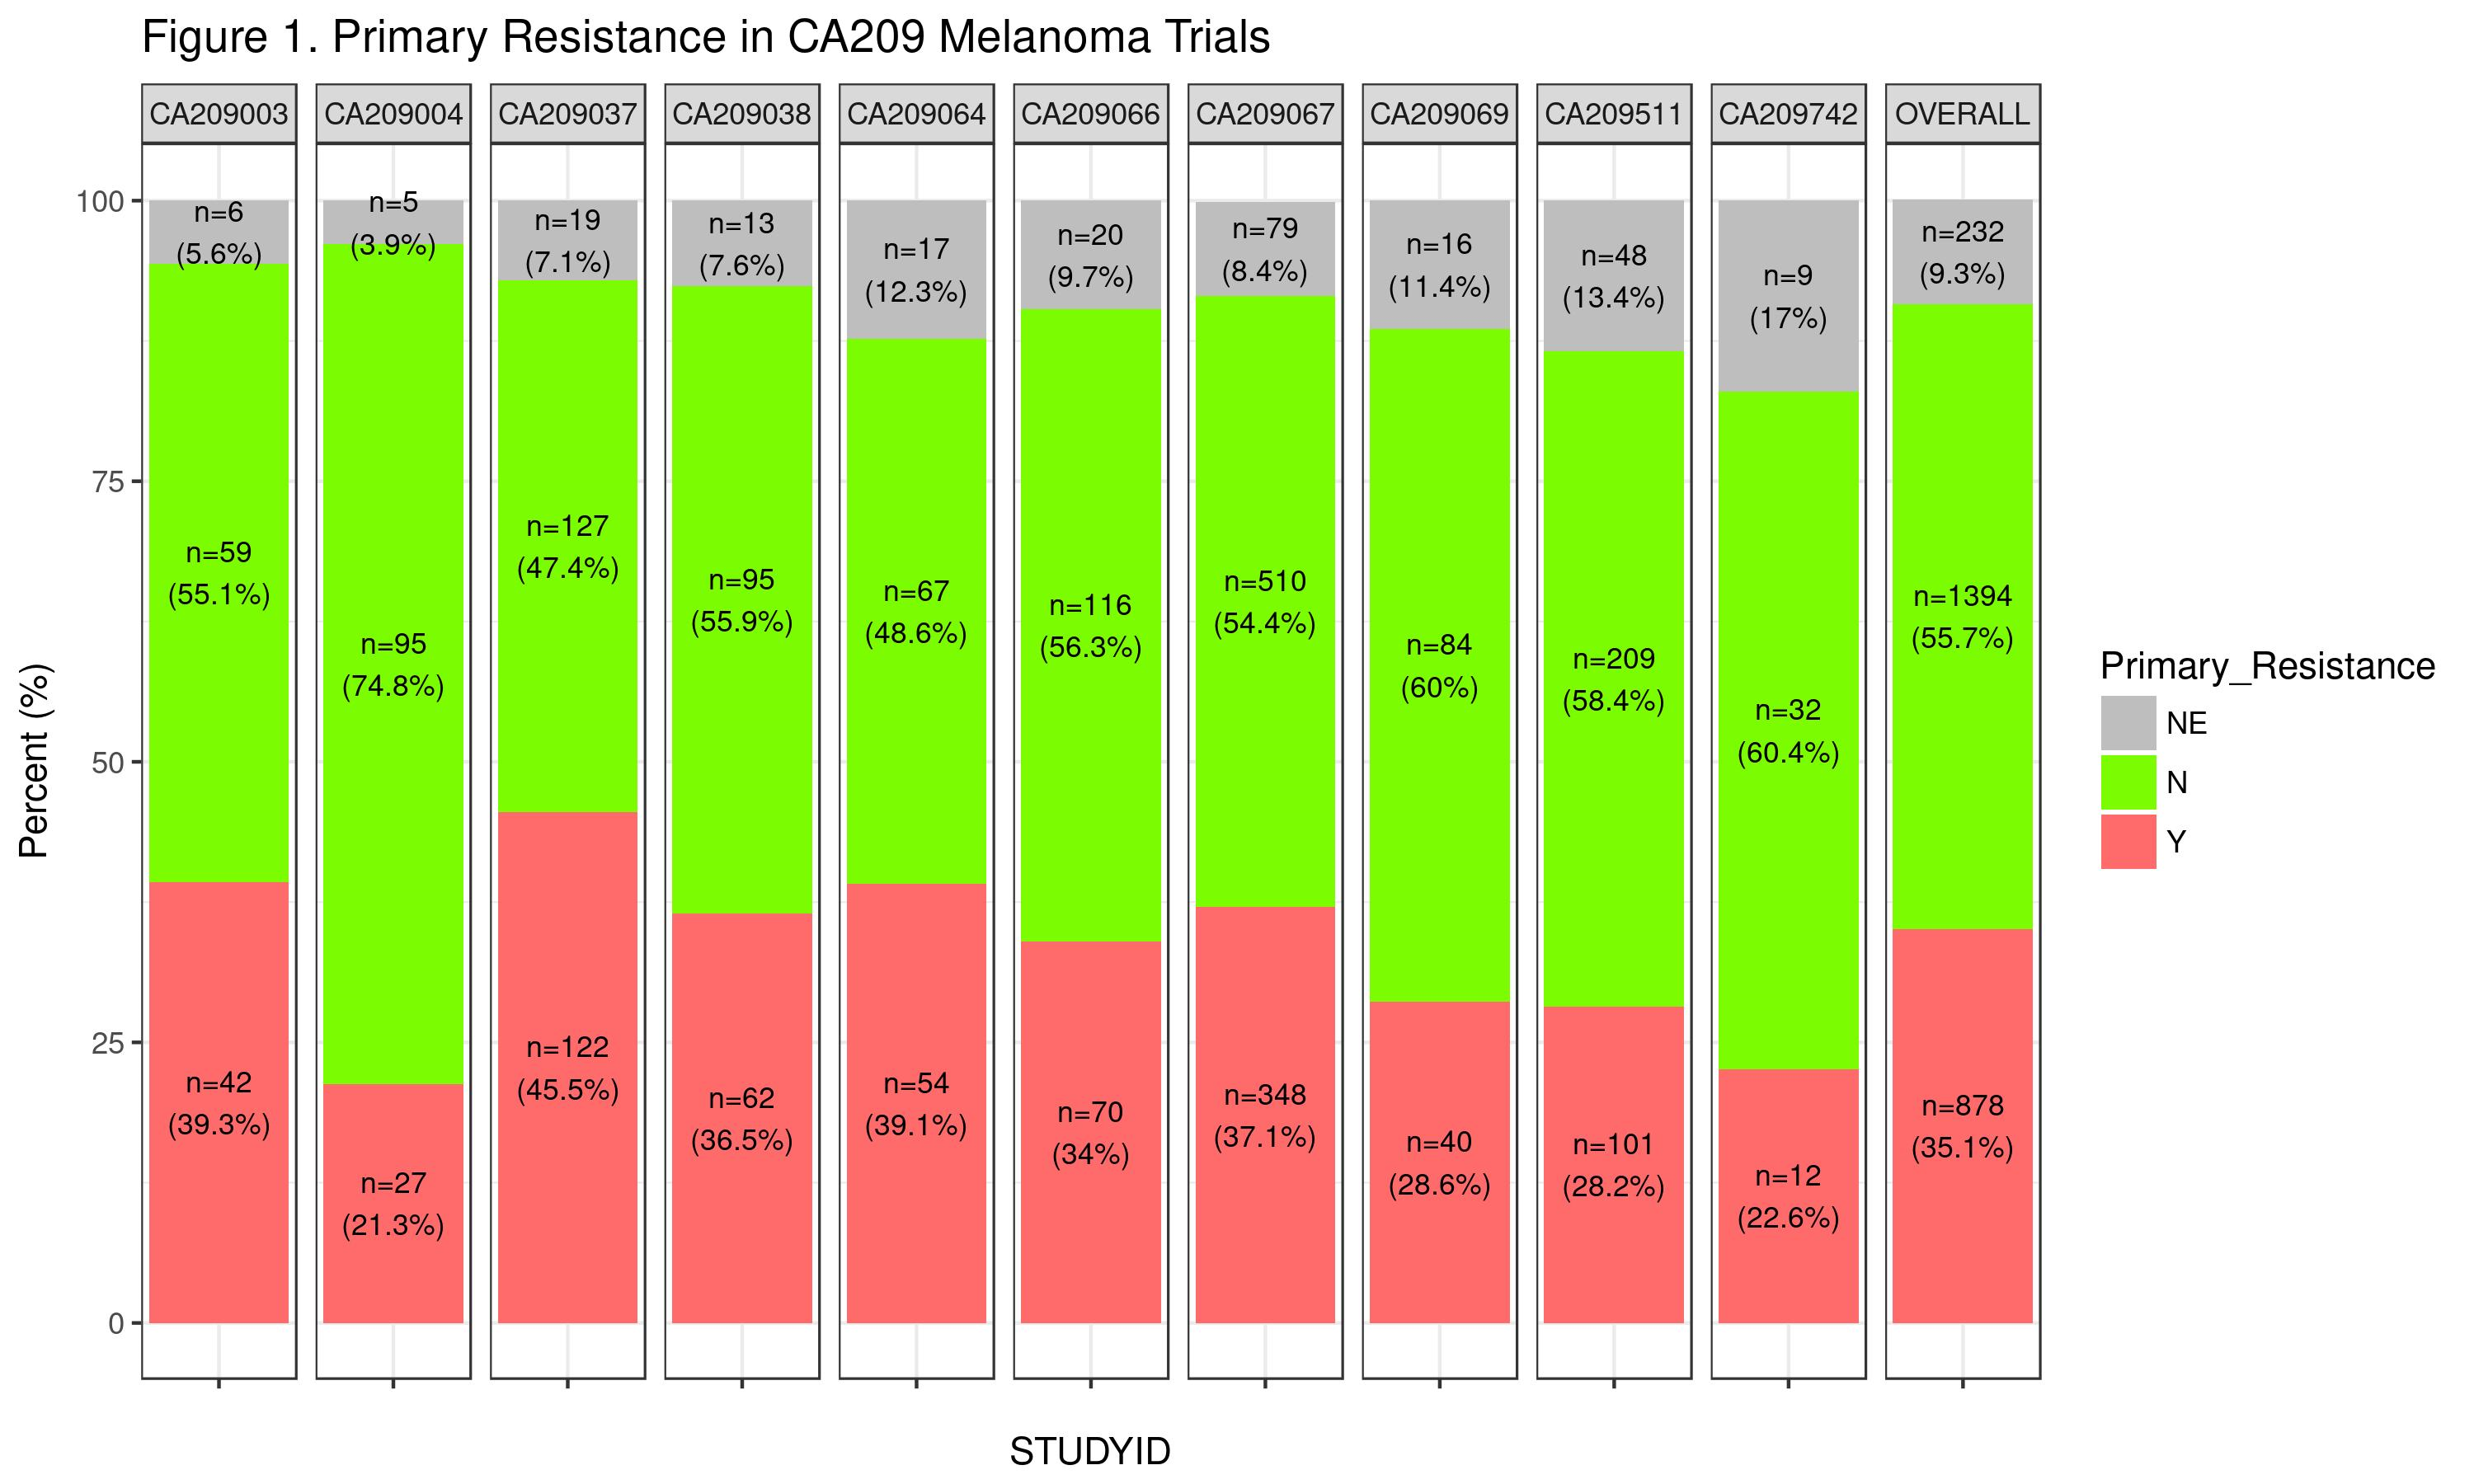 Figure 1. Primary Resistance in CA209 Melanoma Trials
CA209003 CA209004 CA209037 CA209038 CA209064 CA209066 CA209067 CA209069 CA209511 CA209742 OVERALL
Percent (%)
100
75
50
25
0
n=6
(5.6%)
n=59
(55.1%)
n=42
(39.3%)
n=5
(3.9%)
n=95
(74.8%)
n=27
(21.3%)
n=19
(7.1%)
n=127
(47.4%)
n=122
(45.5%)
n=13
(7.6%)
n=95
(55.9%)
n=62
(36.5%)
n=17
(12.3%)
n=67
(48.6%)
n=54
(39.1%)
n=20
(9.7%)
n=116
(56.3%)
n=70
(34%)
n=79
(8.4%)
n=510
(54.4%)
n=348
(37.1%)
n=16
(11.4%)
n=84
(60%)
n=40
(28.6%)
n=48
(13.4%)
n=209
(58.4%)
n=101
(28.2%)
n=9
(17%)
n=32
(60.4%)
n=12
(22.6%)
n=232
(9.3%)
n=1394
(55.7%)
n=878
(35.1%)
STUDYID
Primary_Resistance
NE
N
Y